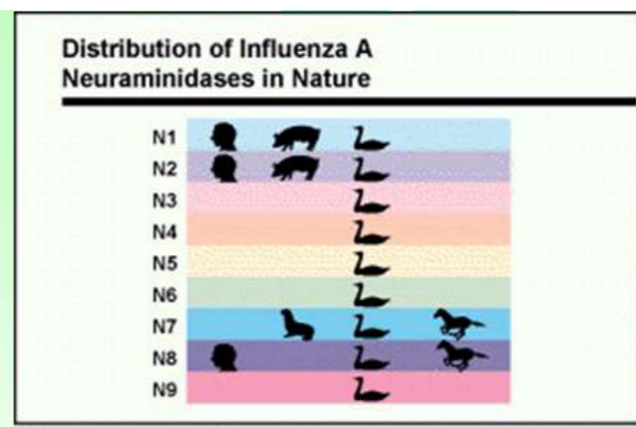 Distribution of Influenza A
Neuraminidases in Nature
N1
N2
N3
N4
N5
N6
N7
N8
N9